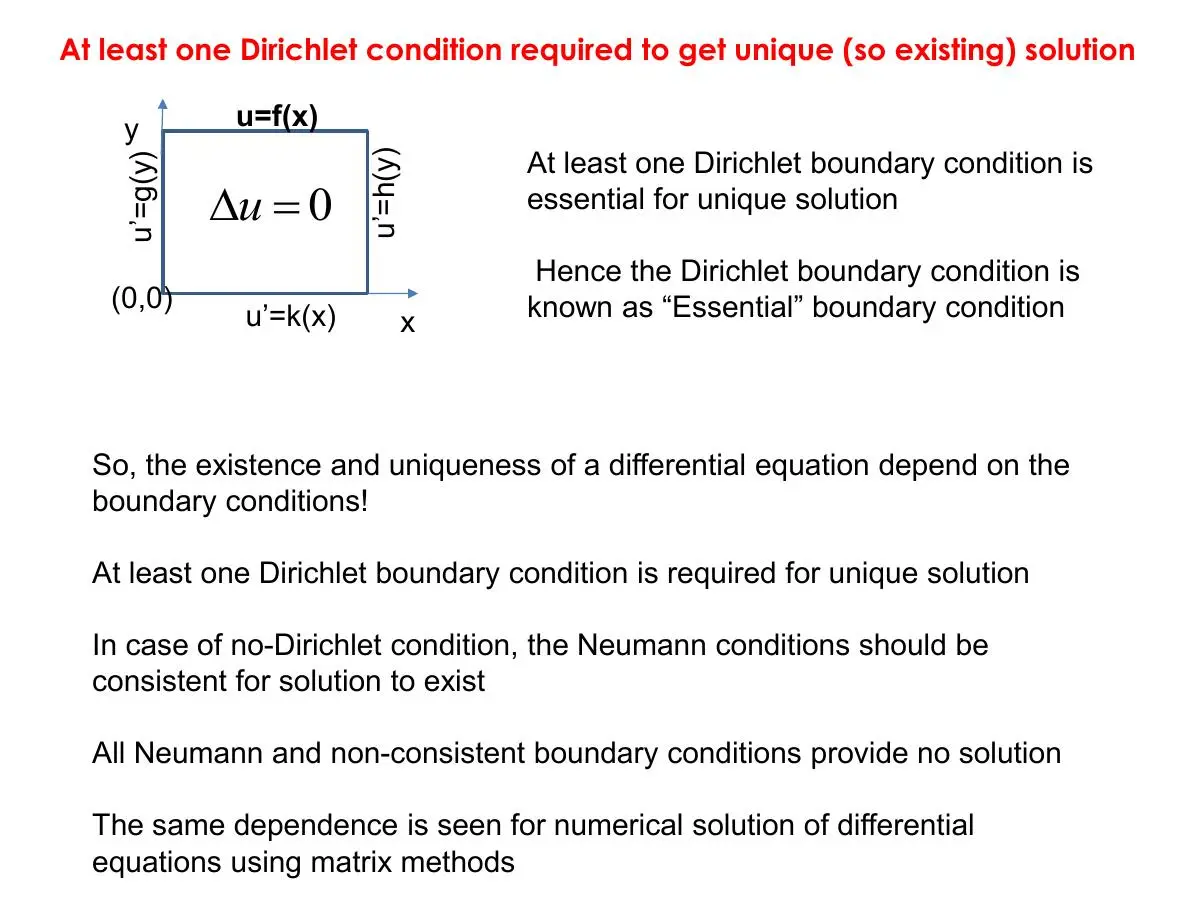 At least one Dirichlet condition required to get unique (so existing) solution
u=f(x)
y
u’=g(y)
Δu = 0
u’=h(y)
(0,0)
u’=k(x)
x
At least one Dirichlet boundary condition is
essential for unique solution
Hence the Dirichlet boundary condition is
known as “Essential” boundary condition
So, the existence and uniqueness of a differential equation depend on the
boundary conditions!
At least one Dirichlet boundary condition is required for unique solution
In case of no-Dirichlet condition, the Neumann conditions should be
consistent for solution to exist
All Neumann and non-consistent boundary conditions provide no solution
The same dependence is seen for numerical solution of differential
equations using matrix methods